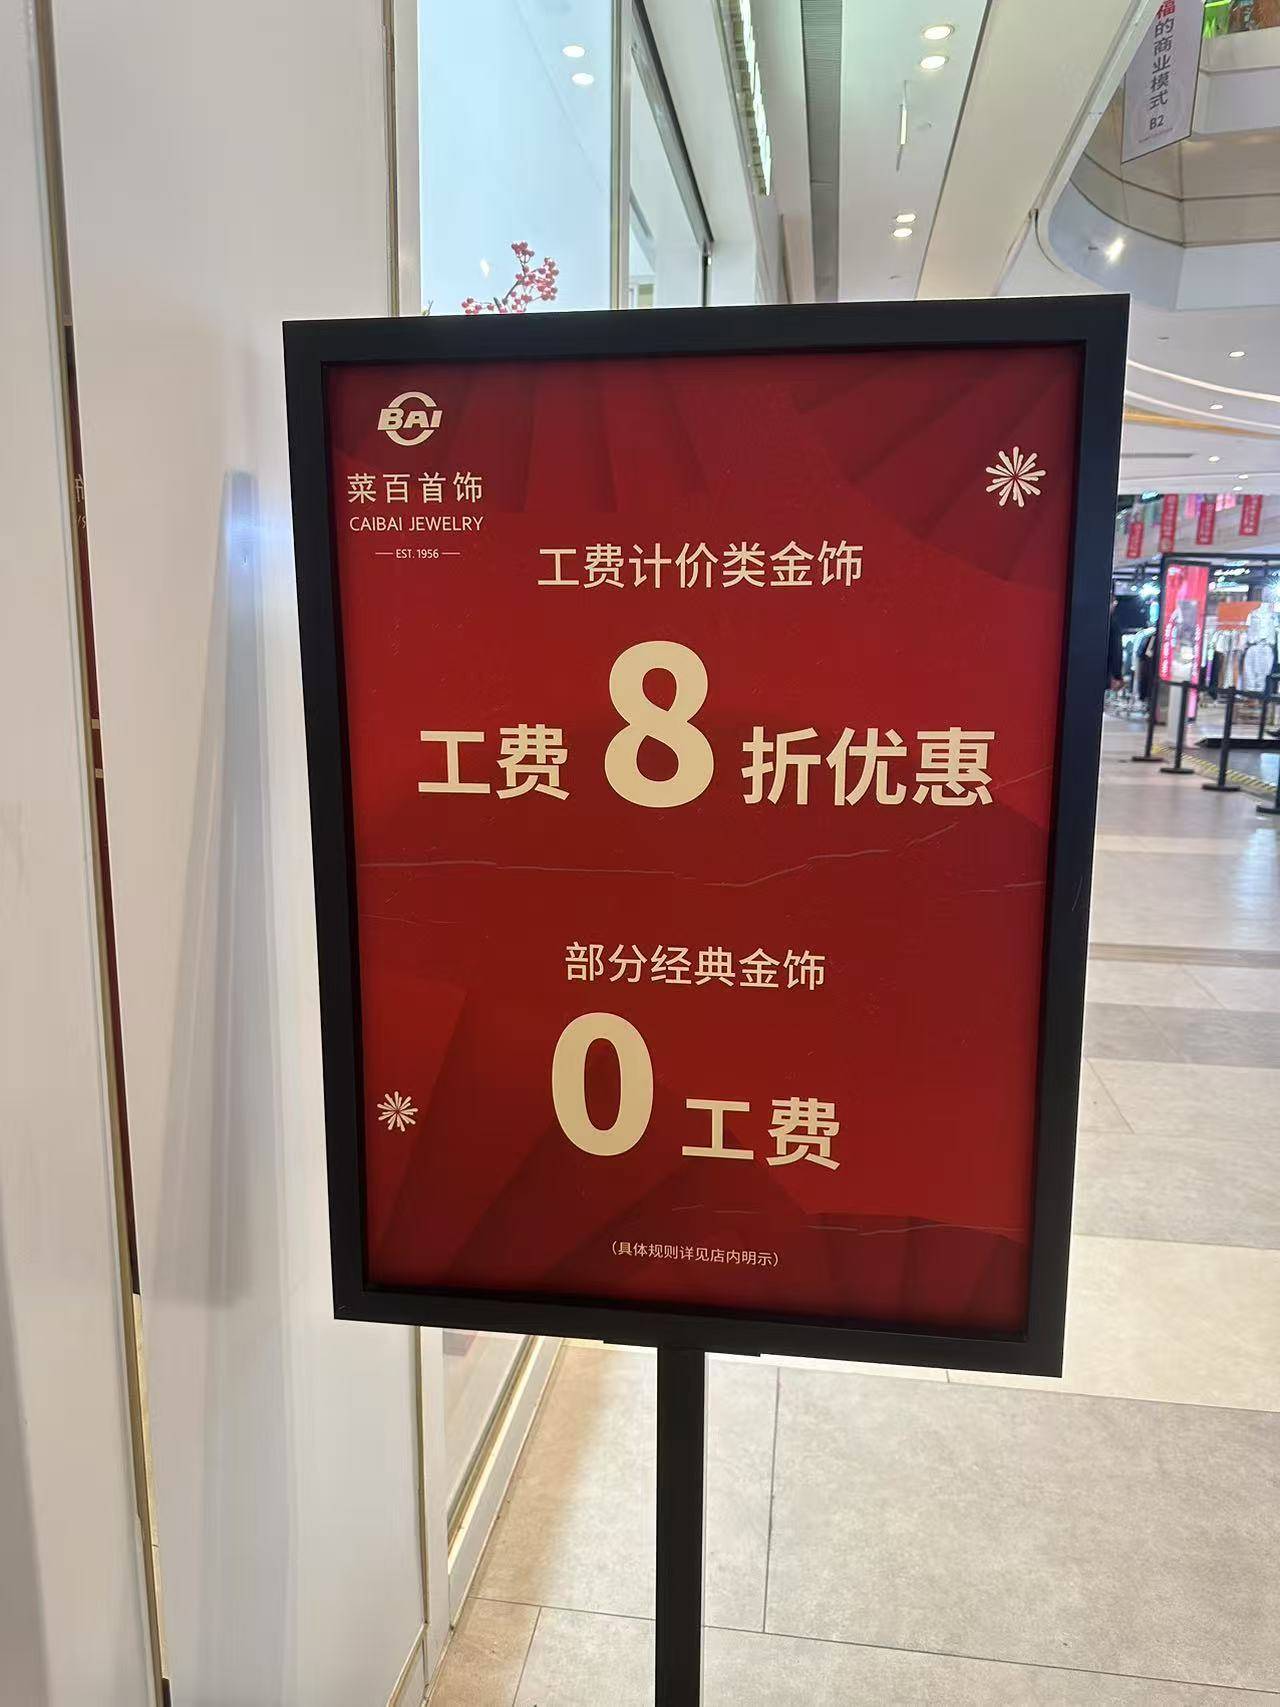 福的商业模式
B2
BAI
菜百首饰
CAIBAI JEWELRY
EST. 1956
工费计价类金饰
工费8折优惠
部分经典金饰
0工费
（具体规则详见店内明示）